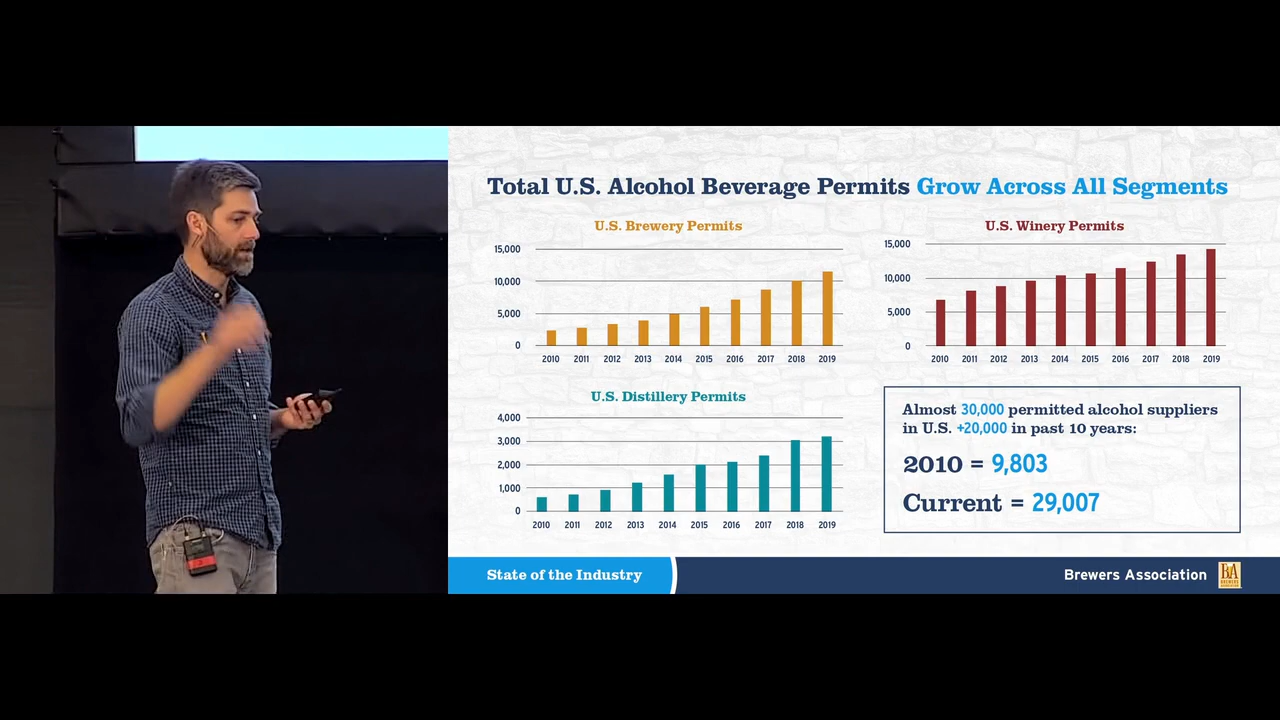 Total U.S. Alcohol Beverage Permits Grow Across All Segments
U.S. Brewery Permits
15,000
10,000
5,000
0
2010 2011 2012 2013 2014 2015 2016 2017 2018 2019
U.S. Winery Permits
15,000
10,000
5,000
0
2010 2011 2012 2013 2014 2015 2016 2017 2018 2019
U.S. Distillery Permits
4,000
3,000
2,000
1,000
0
2010 2011 2012 2013 2014 2015 2016 2017 2018 2019
Almost 30,000 permitted alcohol suppliers
in U.S. +20,000 in past 10 years:
2010 = 9,803
Current = 29,007
State of the Industry
Brewers Association
BA
BREWERS
ASSOCIATION